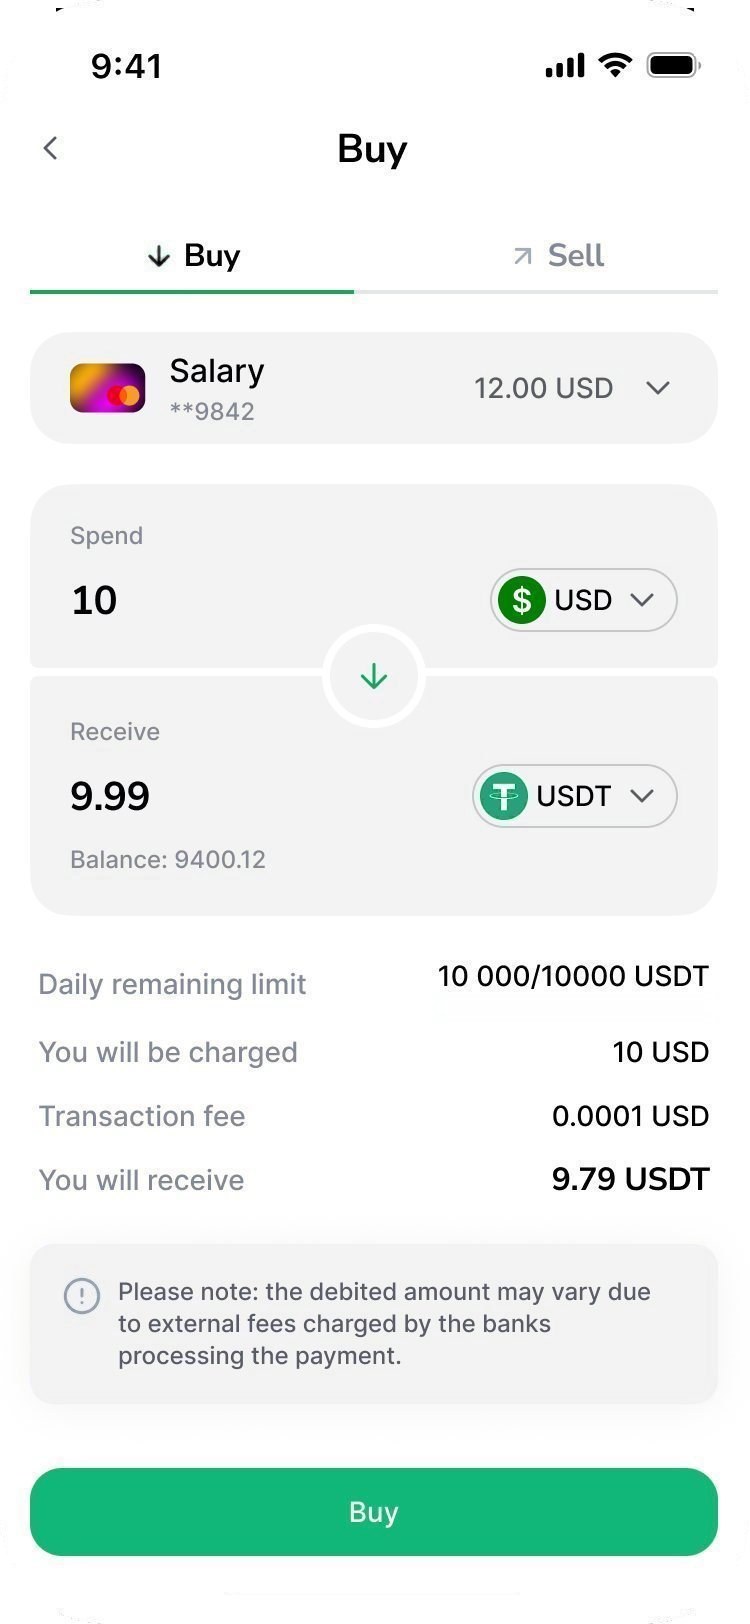 9:41
Buy
Buy
Sell
Salary
12.00 USD
**9842
Spend
10
$ USD
Receive
9.99
USDT
Balance: 9400.12
Daily remaining limit
10 000/10000 USDT
You will be charged
10 USD
Transaction fee
0.0001 USD
You will receive
9.79 USDT
Please note: the debited amount may vary due
to external fees charged by the banks
processing the payment.
Buy